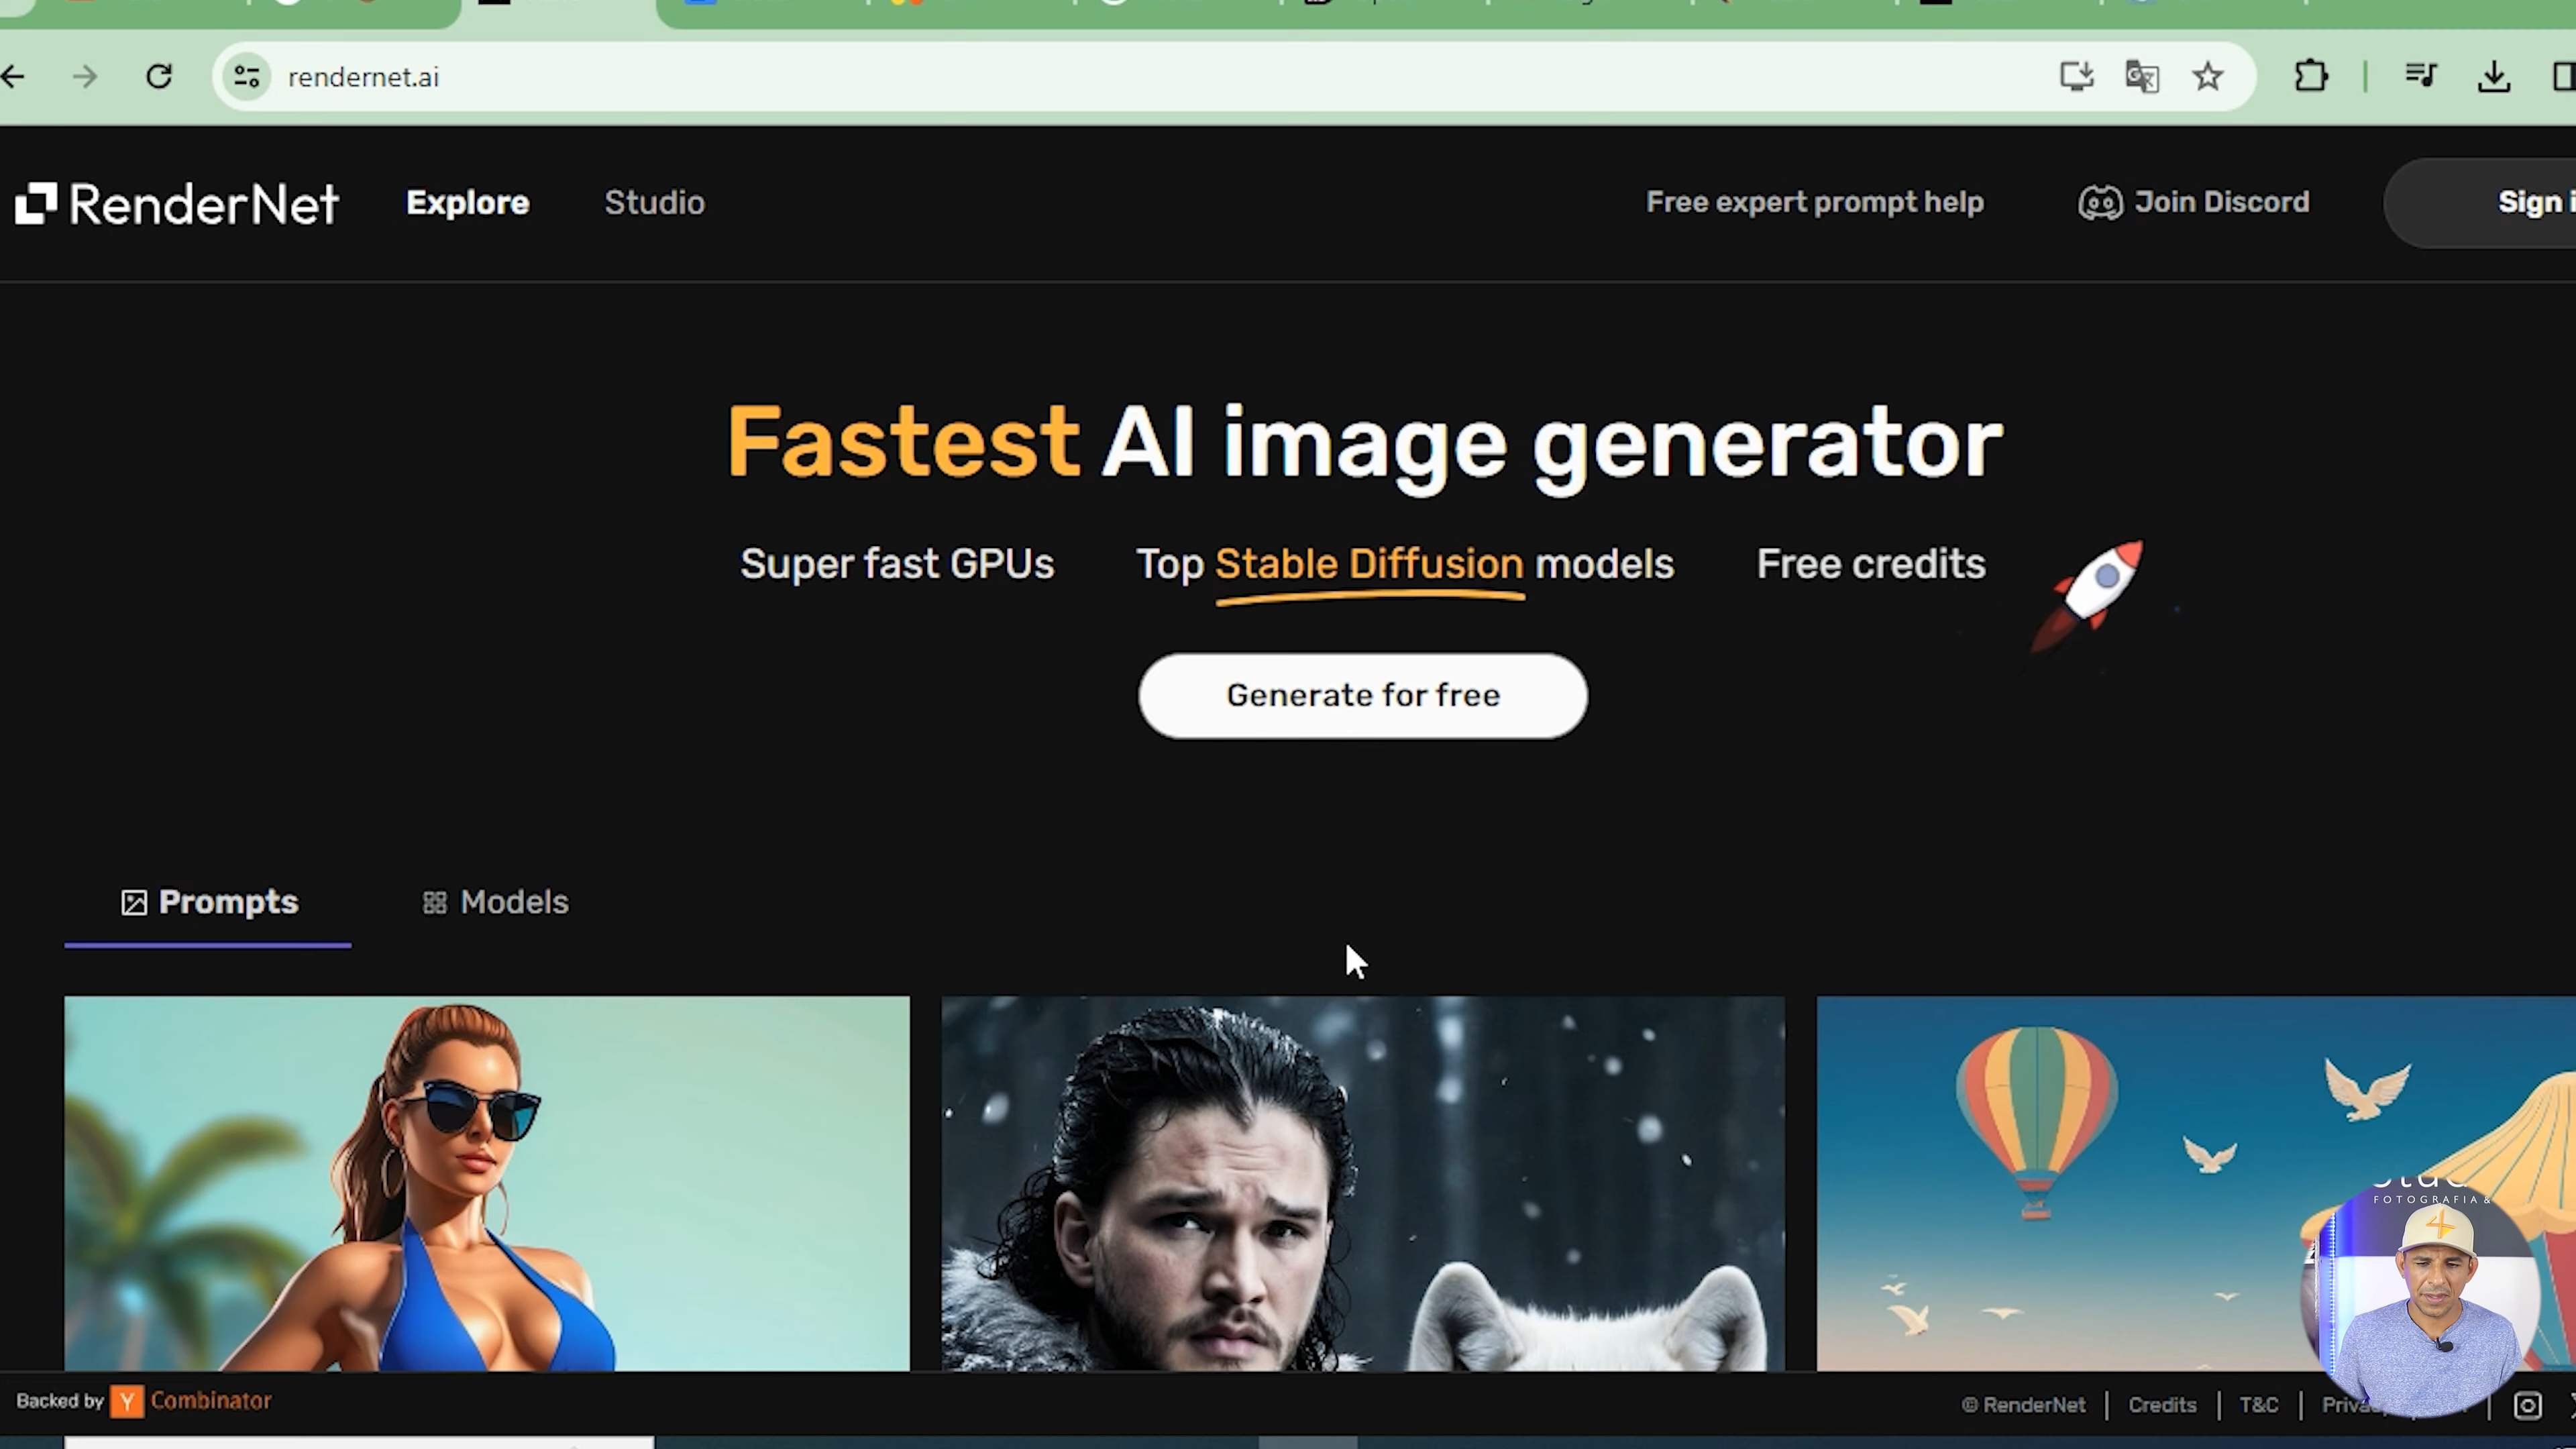 rendernet.ai
RenderNet
Explore
Studio
Free expert prompt help
Join Discord
Sign i
Fastest AI image generator
Super fast GPUs
Top Stable Diffusion models
Free credits
Generate for free
Prompts
Models
FOTOGRAFIA &
Backed by Y Combinator
© RenderNet
Credits
T&C